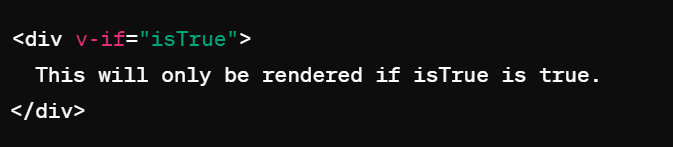 <div v-if="isTrue">
  This will only be rendered if isTrue is true.
</div>